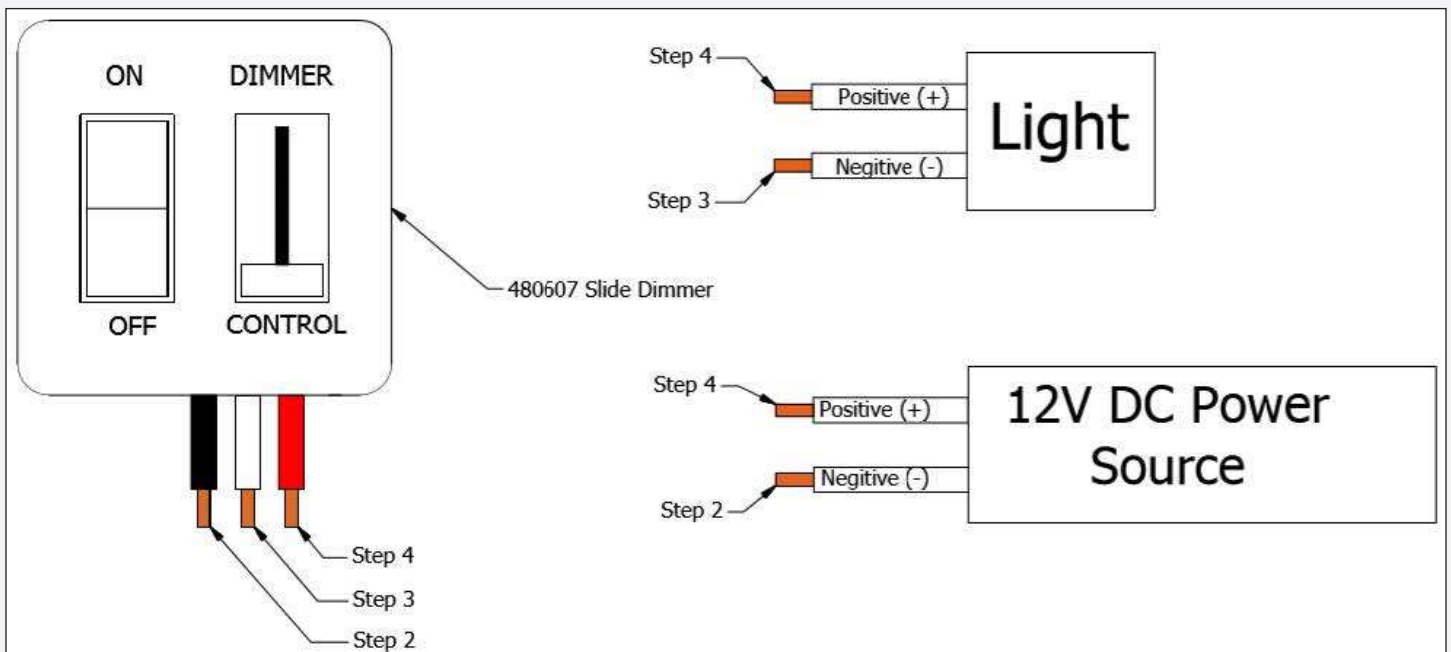 ON
DIMMER
OFF
CONTROL
480607 Slide Dimmer
Step 4
Step 3
Step 2
Step 4
Positive (+)
Negitive (-)
Step 3
Light
Step 4
Positive (+)
Negitive (-)
Step 2
12V DC Power
Source